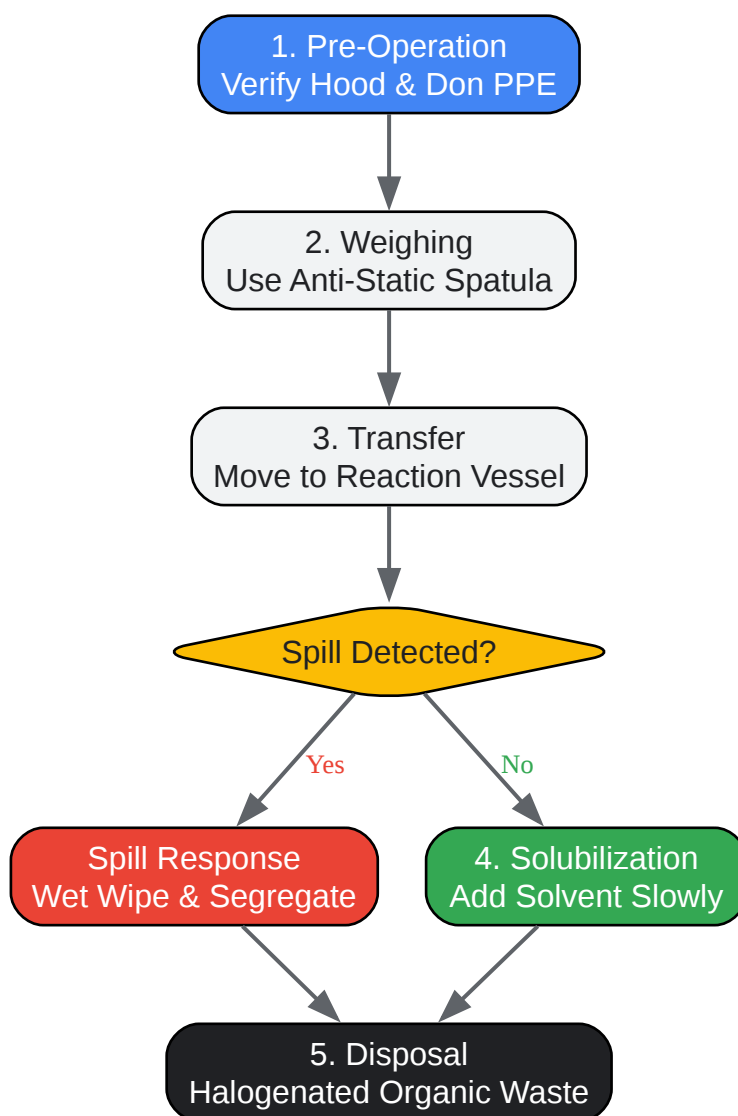 1. Pre-Operation
Verify Hood & Don PPE
2. Weighing
Use Anti-Static Spatula
3. Transfer
Move to Reaction Vessel
Spill Detected?
Yes
No
Spill Response
Wet Wipe & Segregate
4. Solubilization
Add Solvent Slowly
5. Disposal
Halogenated Organic Waste